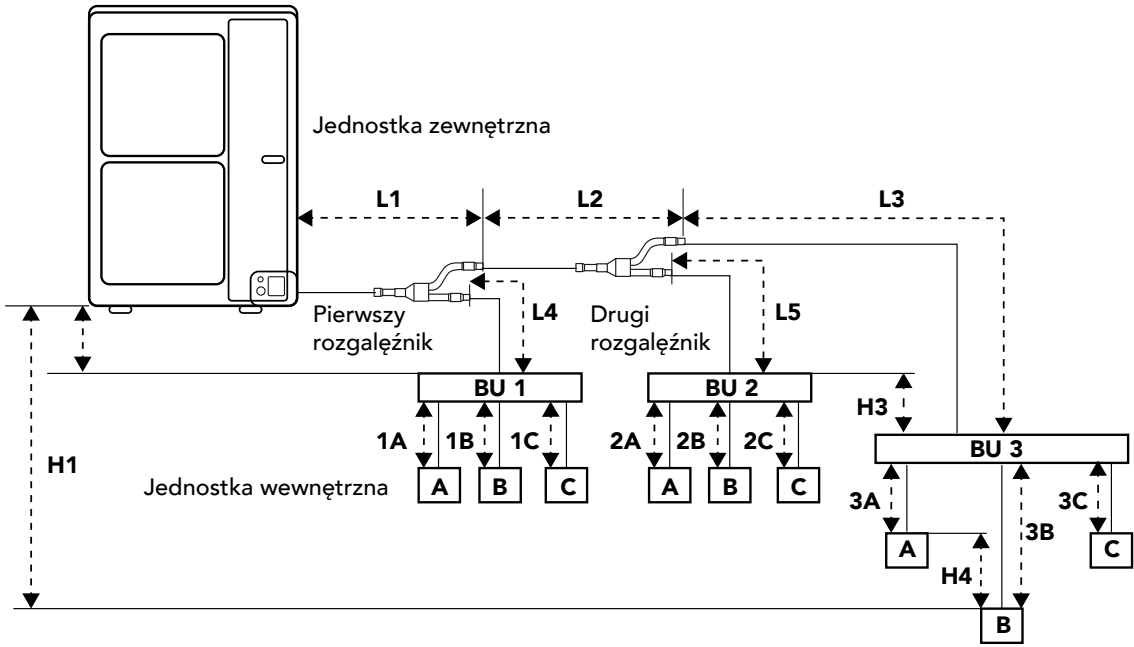 Jednostka zewnętrzna
L1
L2
L3
Pierwszy
rozgałęźnik
L4
Drugi
rozgałęźnik
L5
BU 1
BU 2
H3
BU 3
H1
1A
1B
1C
2A
2B
2C
Jednostka wewnętrzna
A
B
C
A
B
C
3A
3B
3C
A
C
H4
B